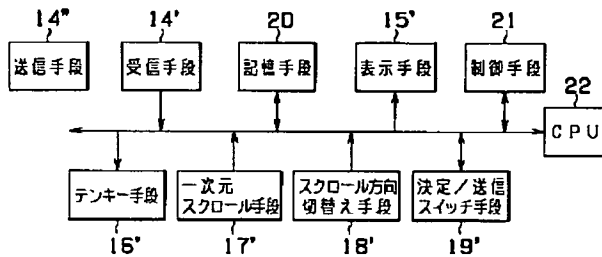 14" 14' 20 15' 21
送信手段 受信手段 記憶手段 表示手段 制御手段
22
CPU
テンキー手段 一次元スクロール手段 スクロール方向切替え手段 決定/送信スイッチ手段
16' 17' 18' 19'